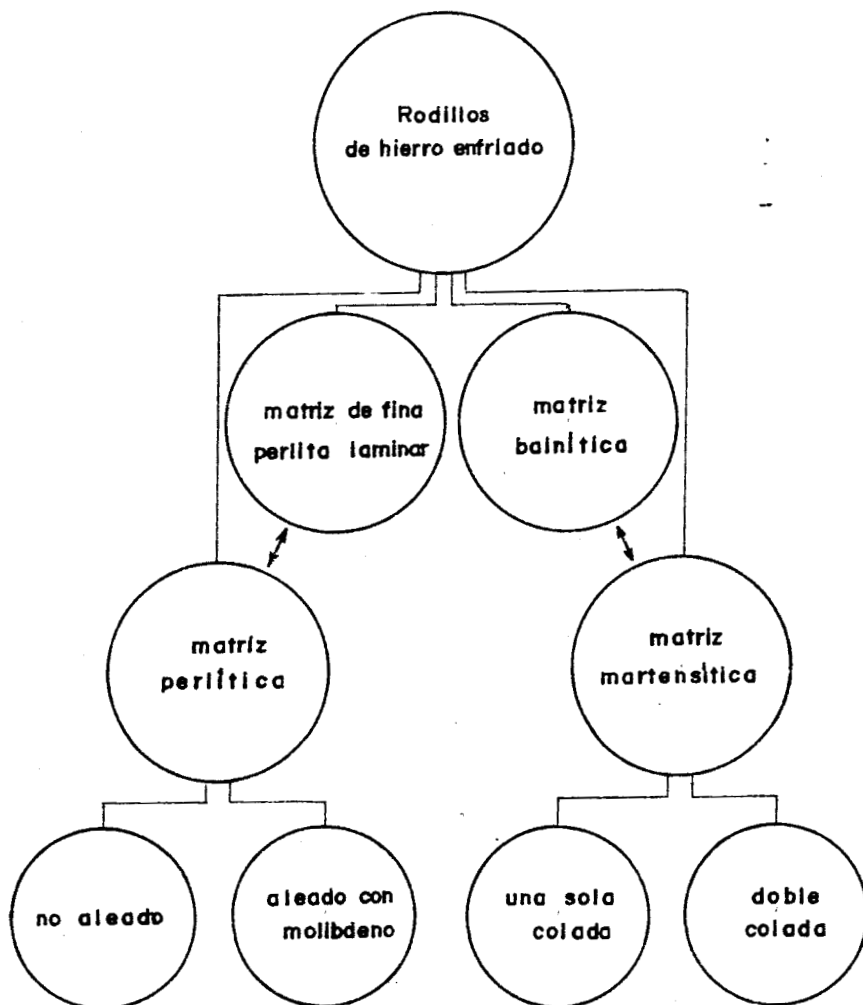 Rodillos
de hierro enfriado
matriz de fina
perlita laminar
matriz
bainítica
matriz
perlítica
matriz
martensítica
no aleado
aleado con
molibdeno
una sola
colada
doble
colada